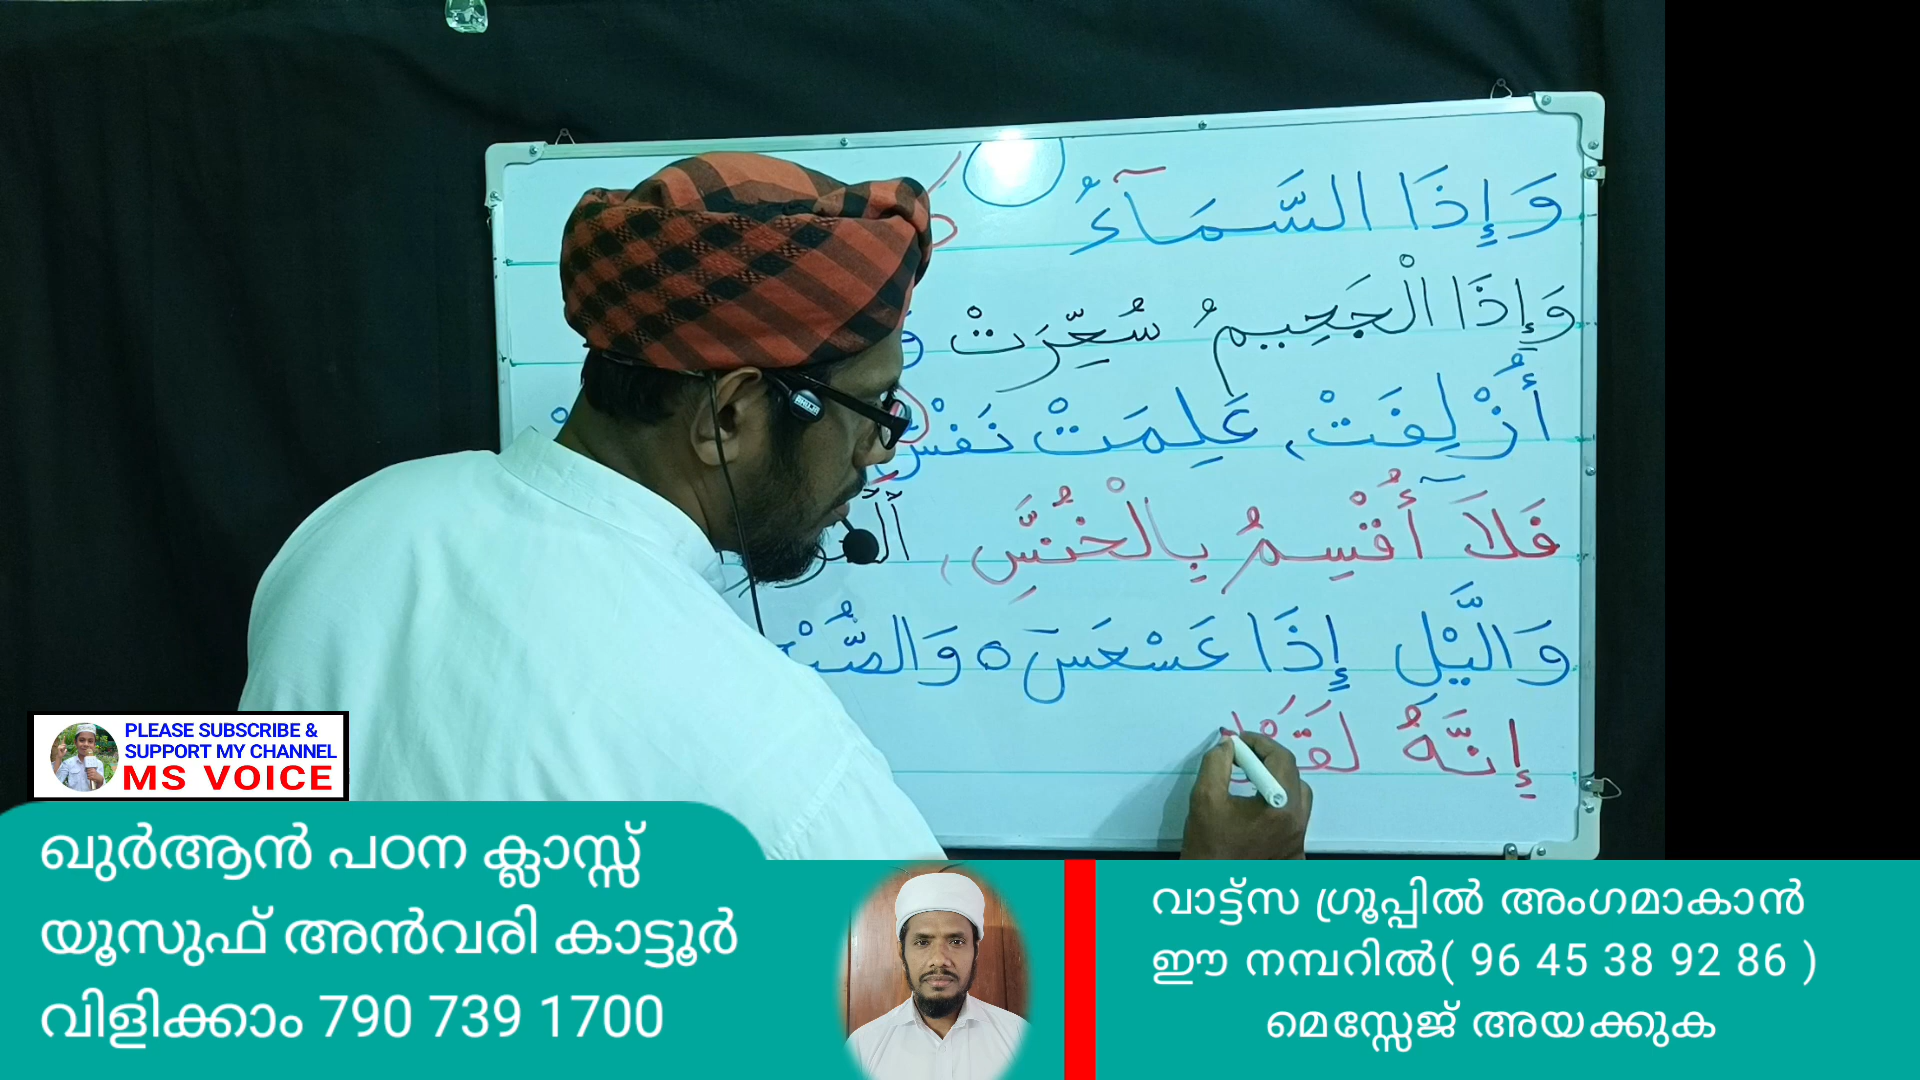 وَإِذَا السَّمَآءُ
وَإِذَا الْجَحِيمُ سُعِّرَتْ
أُزْلِفَتْ عَلِمَتْ نَفْسٌ
فَلَآ أُقْسِمُ بِالْخُنَّسِ
وَالَّيْلِ إِذَا عَسْعَسَ ٥ وَالصُّبْ
إِنَّهُ لَقَوْلُ
PLEASE SUBSCRIBE &
SUPPORT MY CHANNEL
MS VOICE
ഖുർആൻ പഠന ക്ലാസ്സ്
യൂസുഫ് അൻവരി കാട്ടൂർ
വിളിക്കാം 790 739 1700
വാട്ട്സ ഗ്രൂപ്പിൽ അംഗമാകാൻ
ഈ നമ്പറിൽ( 96 45 38 92 86 )
മെസ്സേജ് അയക്കുക